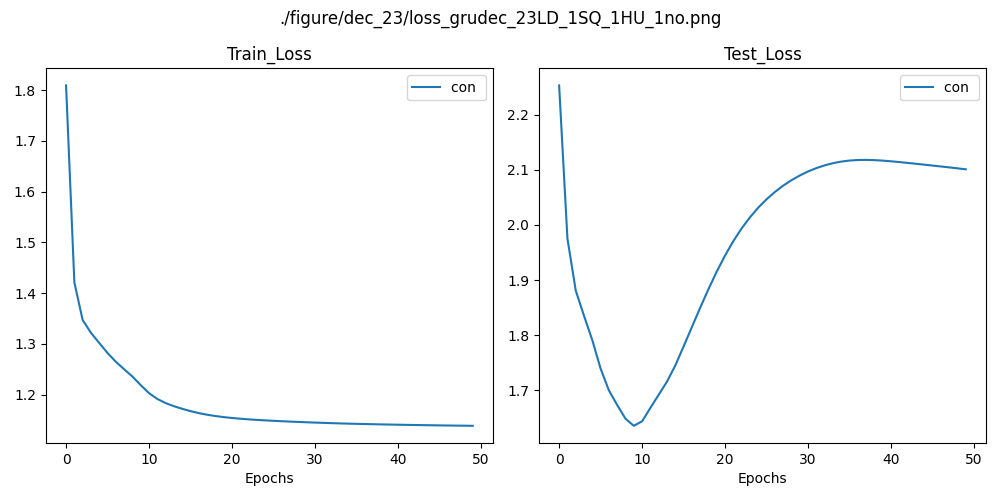 ./figure/dec_23/loss_grudec_23LD_1SQ_1HU_1no.png
Train_Loss
con
1.8
1.7
1.6
1.5
1.4
1.3
1.2
0 10 20 30 40 50
Epochs
Test_Loss
con
2.2
2.1
2.0
1.9
1.8
1.7
0 10 20 30 40 50
Epochs